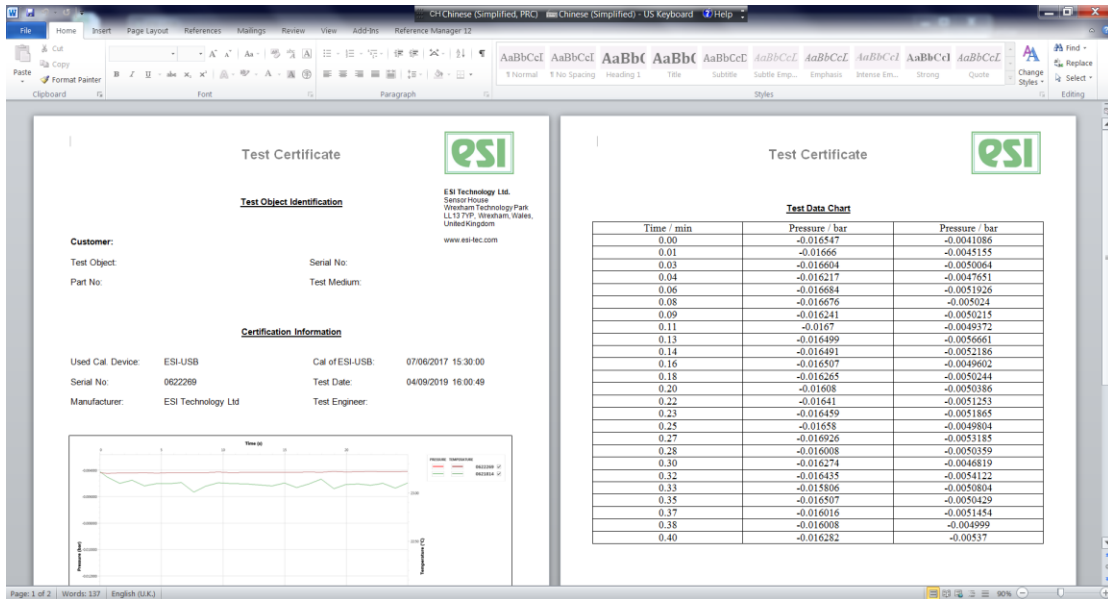 CH Chinese (Simplified, PRC) Chinese (Simplified) - US Keyboard Help
File Home Insert Page Layout References Mailings Review View Add-Ins Reference Manager 12
Cut
Copy
Paste
Format Painter
AaBbCcI AaBbCcI AaBbC AaBb( AaBbCcD AaBbCcL AaBbCcL AaBbCcI AaBbCcI AaBbCcL
¶ Normal ¶ No Spacing Heading 1 Title Subtitle Subtle Em... Emphasis Intense Em... Strong Quote
Change Styles
Find
Replace
Select
Clipboard Font Paragraph Styles Editing
Test Certificate
esi
ESI Technology Ltd.
Sensor House
Wrexham Technology Park
LL13 7YP, Wrexham, Wales,
United Kingdom
www.esi-tec.com
Test Object Identification
Customer:
Test Object: Serial No:
Part No: Test Medium:
Certification Information
Used Cal. Device: ESI-USB Cal of ESI-USB: 07/06/2017 15:30:00
Serial No: 0622269 Test Date: 04/09/2019 16:00:49
Manufacturer: ESI Technology Ltd Test Engineer:
Time (s)
PRESSURE TEMPERATURE
Pressure (bar)
Temperature (°C)
Test Certificate
esi
Test Data Chart
Time / min Pressure / bar Pressure / bar
0.00 -0.016547 -0.0041086
0.01 -0.01666 -0.0045155
0.03 -0.016604 -0.0050064
0.04 -0.016217 -0.0047651
0.06 -0.016684 -0.0051926
0.08 -0.016676 -0.005024
0.09 -0.016241 -0.0050215
0.11 -0.0167 -0.0049372
0.13 -0.016499 -0.0056661
0.14 -0.016491 -0.0052186
0.16 -0.016507 -0.0049602
0.18 -0.016265 -0.0050244
0.20 -0.01608 -0.0050386
0.22 -0.01641 -0.0051253
0.23 -0.016459 -0.0051865
0.25 -0.01658 -0.0049804
0.27 -0.016926 -0.0053185
0.28 -0.016008 -0.0050359
0.30 -0.016274 -0.0046819
0.32 -0.016435 -0.0054122
0.33 -0.015806 -0.0050804
0.35 -0.016507 -0.0050429
0.37 -0.016016 -0.0051454
0.38 -0.016008 -0.004999
0.40 -0.016282 -0.00537
Page: 1 of 2 Words: 137 English (U.K.) 90%